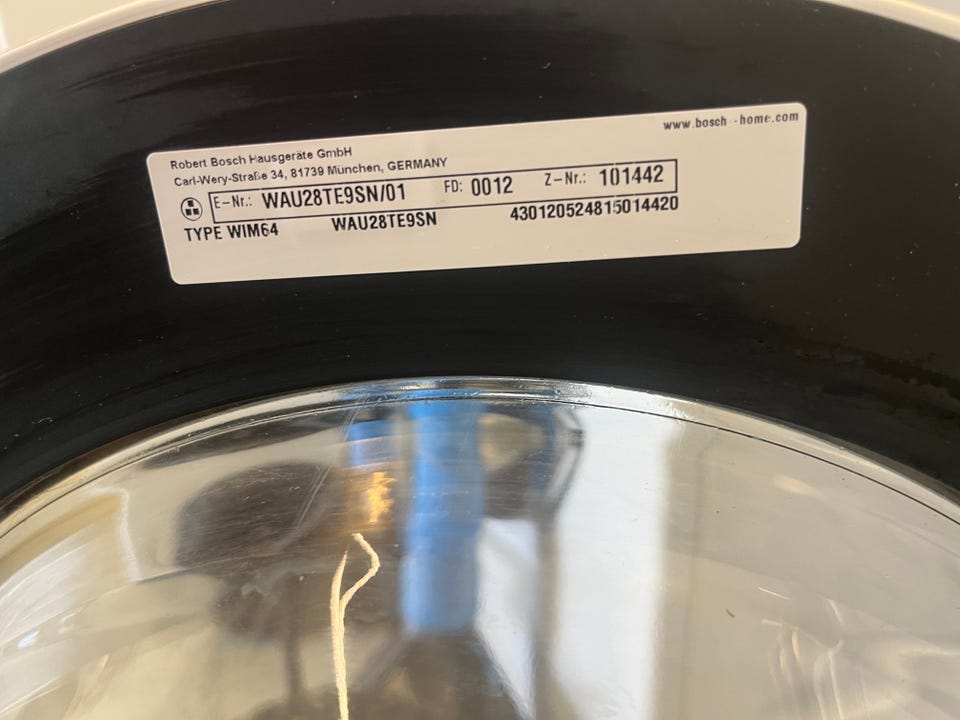 www.bosch-home.com
Robert Bosch Hausgeräte GmbH
Carl-Wery-Straße 34, 81739 München, GERMANY
E-Nr.: WAU28TE9SN/01 FD: 0012 Z-Nr.: 101442
TYPE WIM64 WAU28TE9SN 430120524815014420